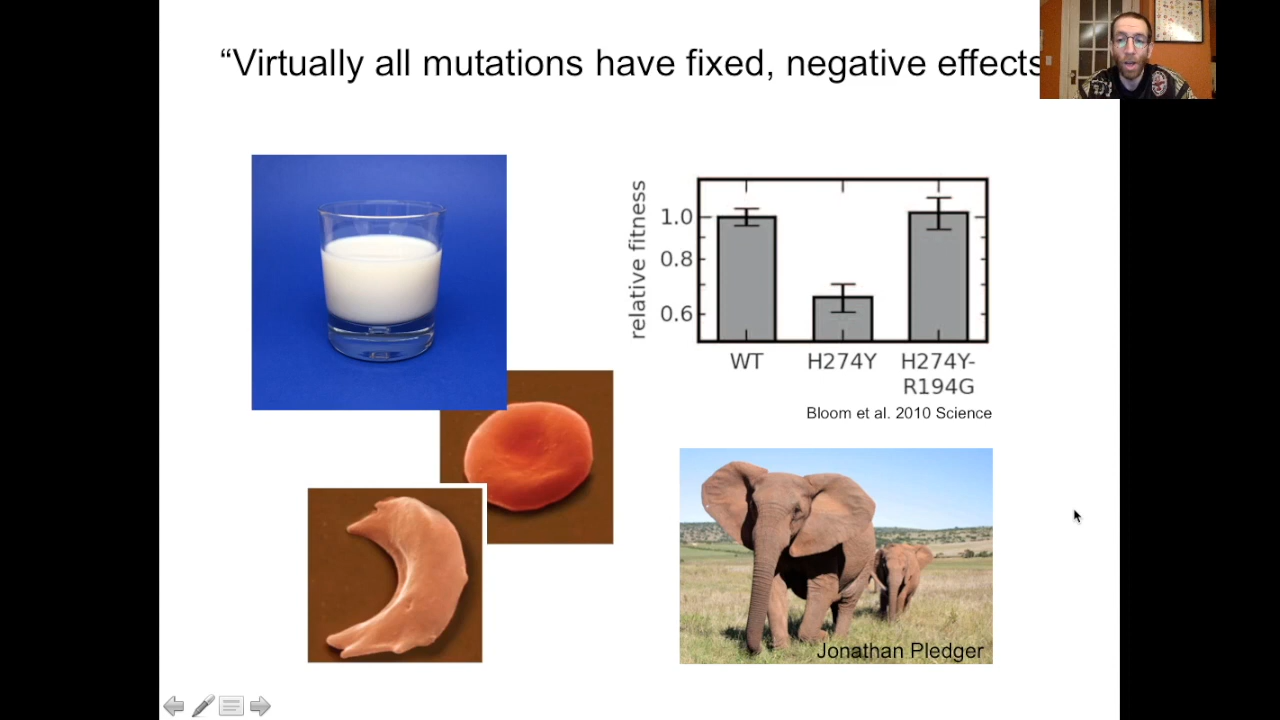 “Virtually all mutations have fixed, negative effects
relative fitness
1.0
0.8
0.6
WT
H274Y
H274Y-
R194G
Bloom et al. 2010 Science
Jonathan Pledger